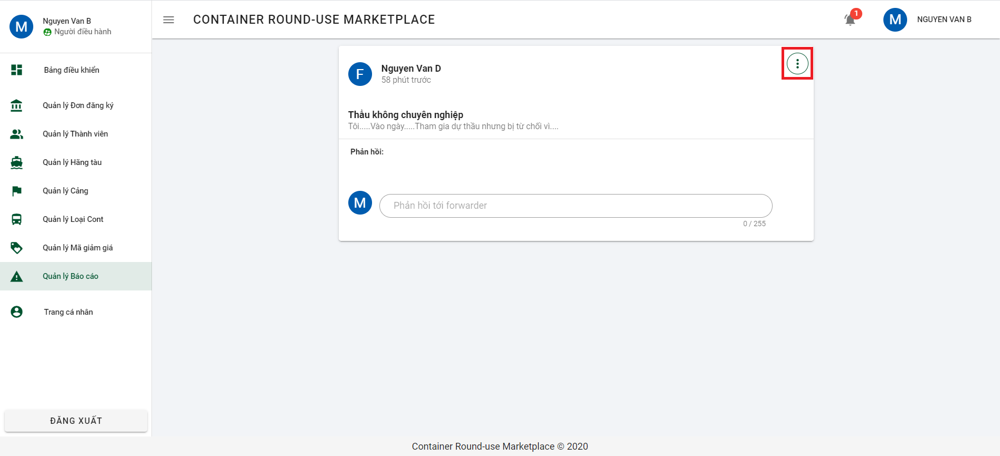 M
Nguyen Van B
Người điều hành
CONTAINER ROUND-USE MARKETPLACE
1
M
NGUYEN VAN B
Bảng điều khiển
Quản lý Đơn đăng ký
Quản lý Thành viên
Quản lý Hãng tàu
Quản lý Cảng
Quản lý Loại Cont
Quản lý Mã giảm giá
Quản lý Báo cáo
Trang cá nhân
ĐĂNG XUẤT
F
Nguyen Van D
58 phút trước
Thầu không chuyên nghiệp
Tôi.....Vào ngày.....Tham gia dự thầu nhưng bị từ chối vì....
Phản hồi:
M
Phản hồi tới forwarder
0 / 255
Container Round-use Marketplace © 2020